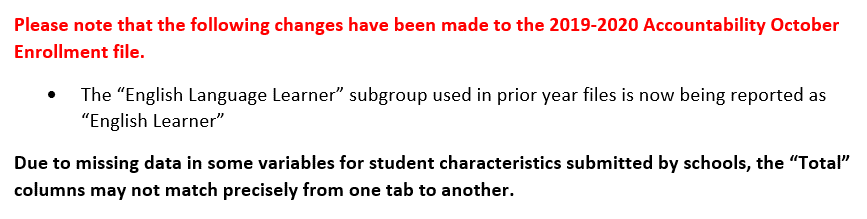 Please note that the following changes have been made to the 2019-2020 Accountability October
Enrollment file.
• The “English Language Learner” subgroup used in prior year files is now being reported as
“English Learner”
Due to missing data in some variables for student characteristics submitted by schools, the “Total”
columns may not match precisely from one tab to another.